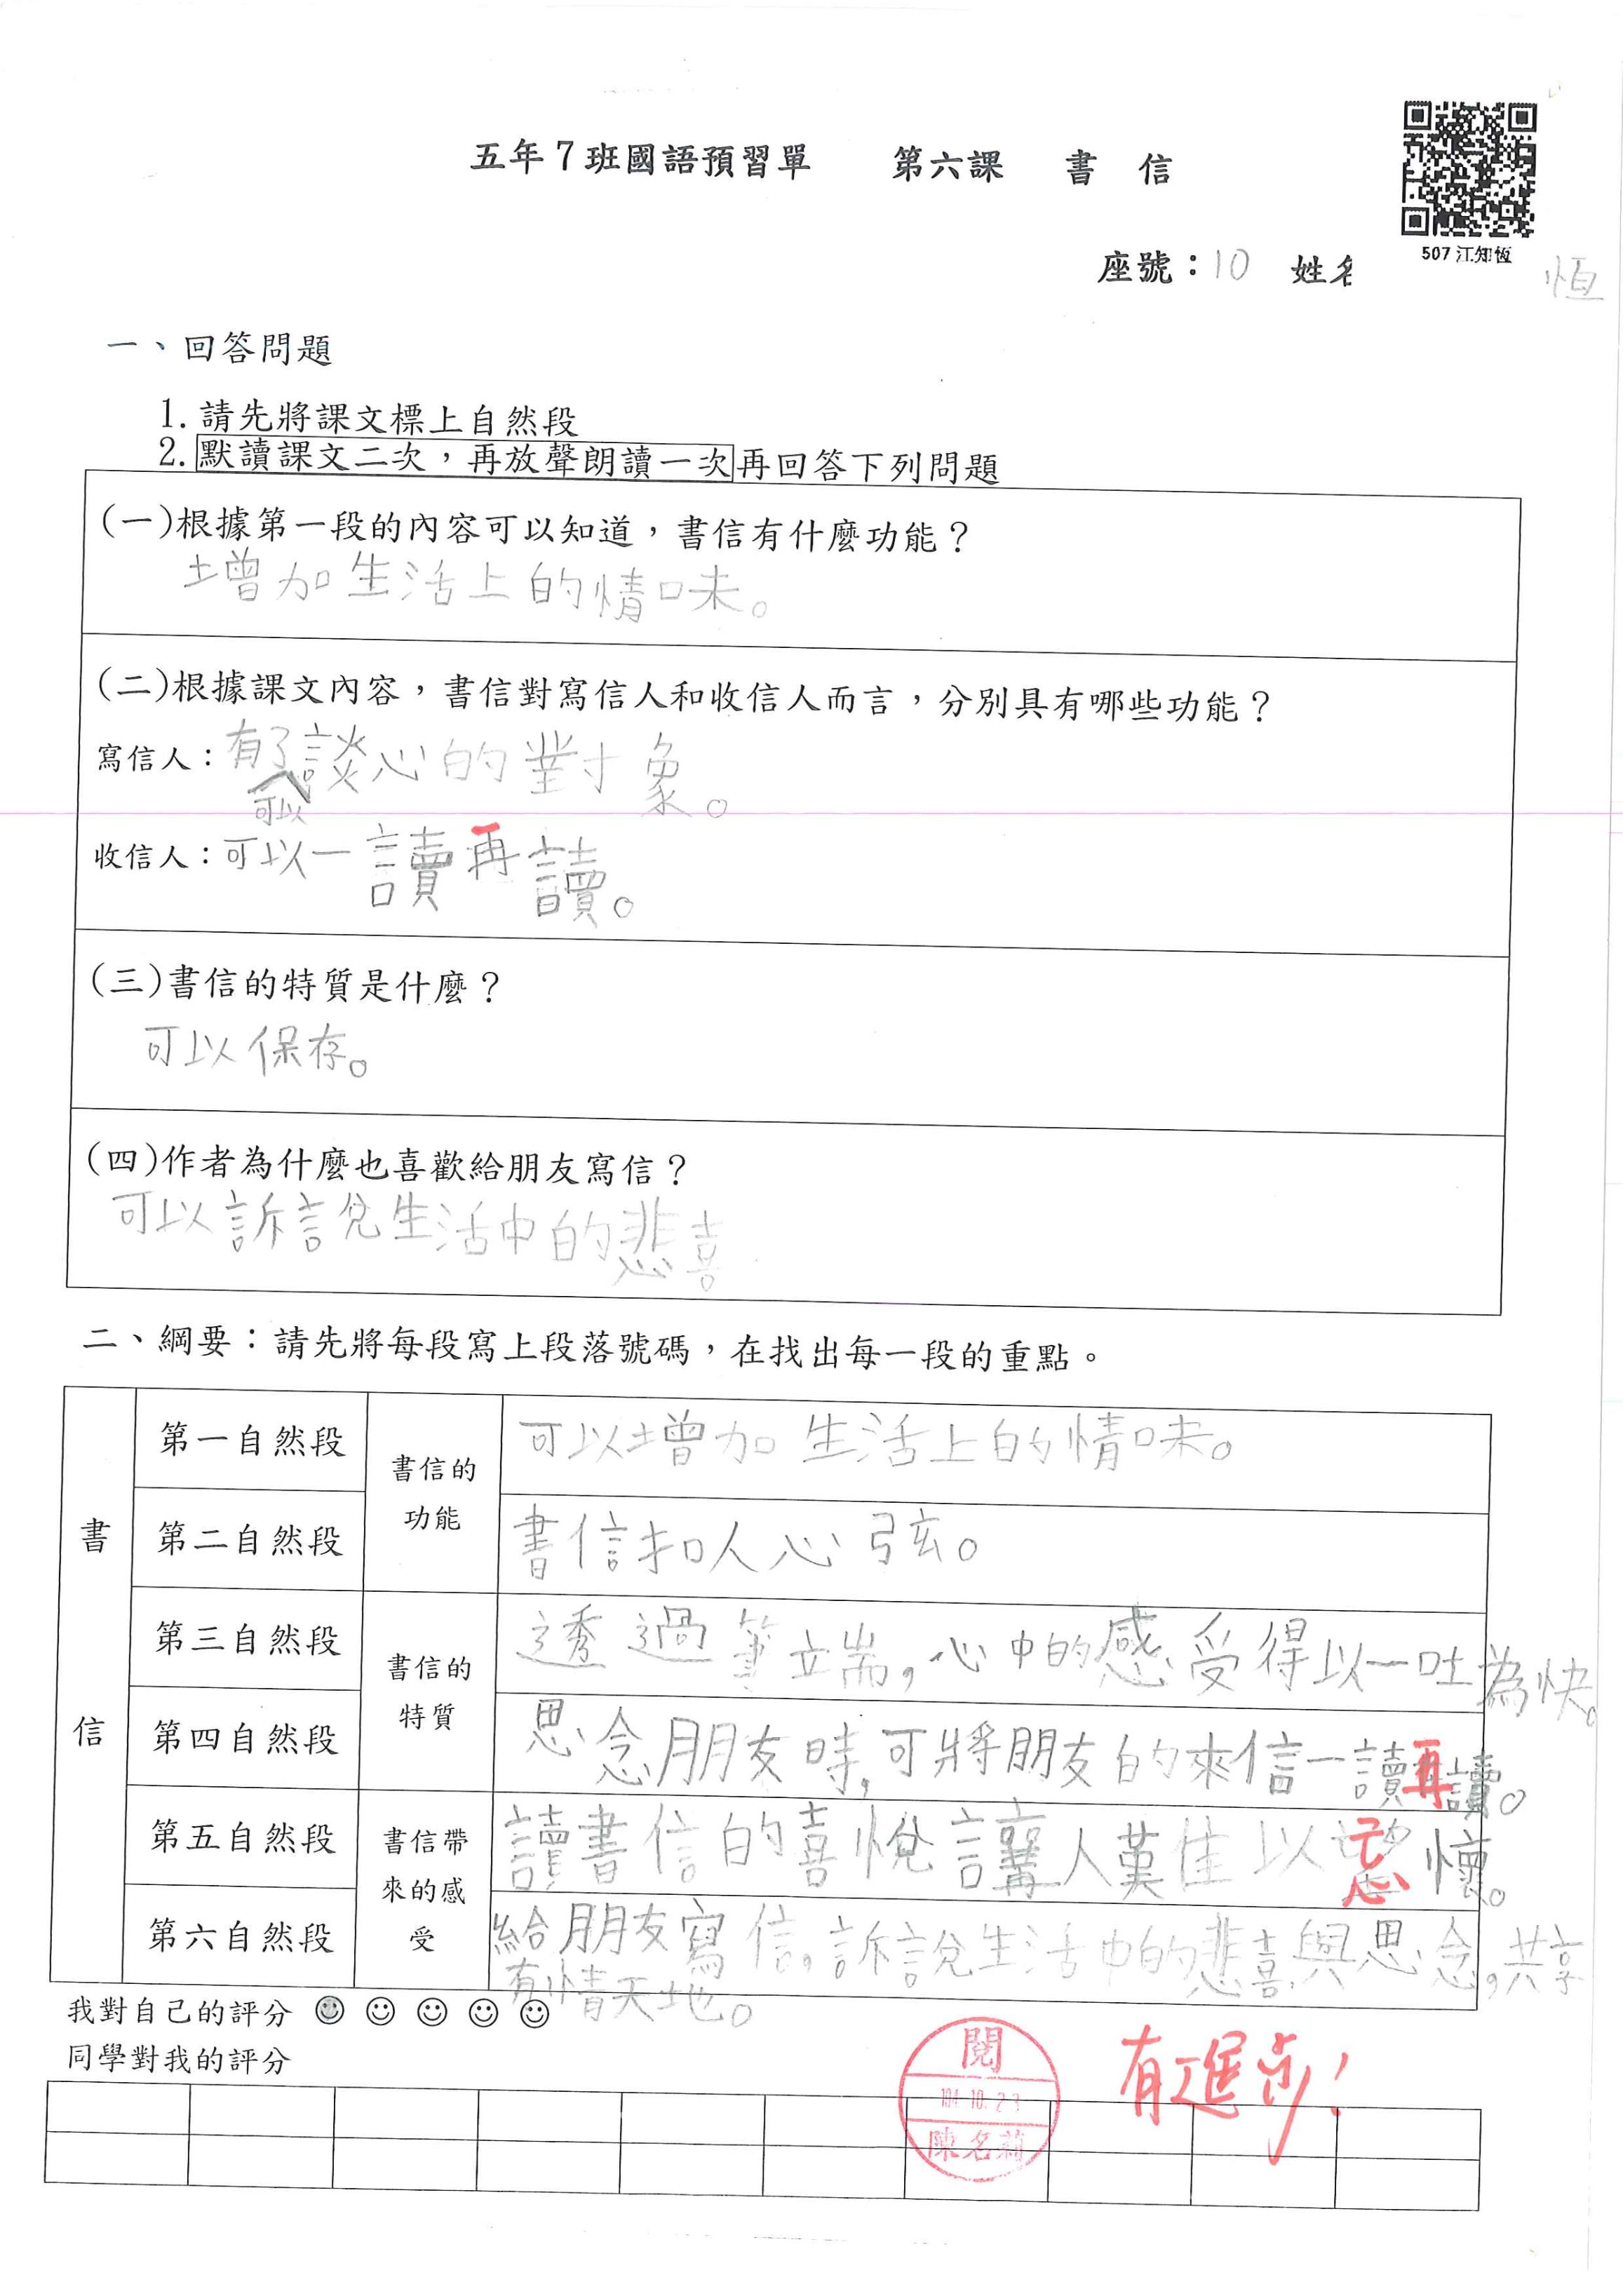 五年7班國語預習單 第六課 書 信
507 江知恆
座號：10 姓名 恒
一、回答問題
1. 請先將課文標上自然段
2. 默讀課文二次，再放聲朗讀一次再回答下列問題
(一)根據第一段的內容可以知道，書信有什麼功能？
增加生活上的情味。
(二)根據課文內容，書信對寫信人和收信人而言，分別具有哪些功能？
寫信人：有了談心的對象。
可以
收信人：可以一讀再讀。
(三)書信的特質是什麼？
可以保存。
(四)作者為什麼也喜歡給朋友寫信？
可以訴說生活中的悲喜
二、綱要：請先將每段寫上段落號碼，在找出每一段的重點。
書信
第一自然段 書信的功能 可以增加生活上的情味。
第二自然段 書信扣人心弦。
第三自然段 書信的特質 透過筆端，心中的感受得以一吐為快。
第四自然段 思念朋友時，可將朋友的來信一讀再讀。
第五自然段 書信帶來的感受 讀書信的喜悅讓人難以忘懷。
第六自然段 給朋友寫信。訴說生活中的悲喜與思念，共享
有情天地。
我對自己的評分
同學對我的評分
閱
104.10.23
陳名莉
有進步！